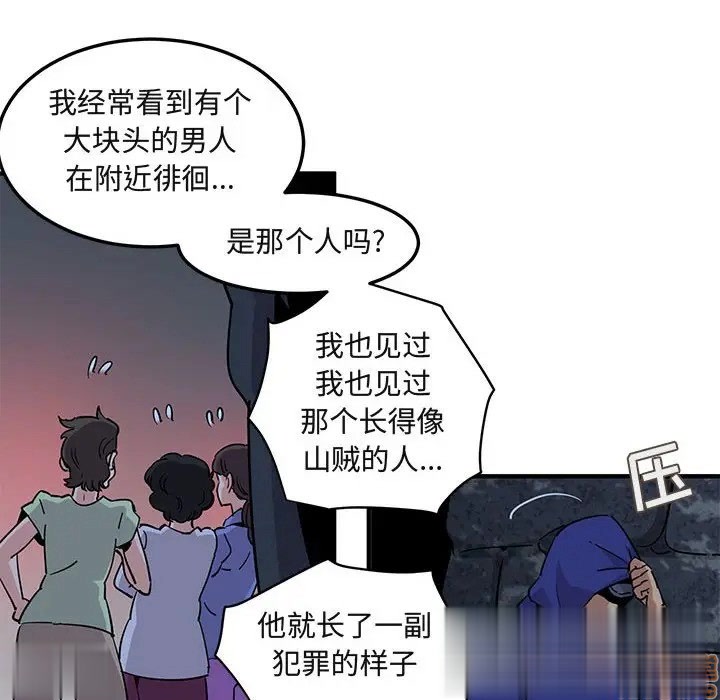 我经常看到有个
大块头的男人
在附近徘徊...
是那个人吗?
我也见过
我也见过
那个长得像
山贼的人...
压
他就长了一副
犯罪的样子